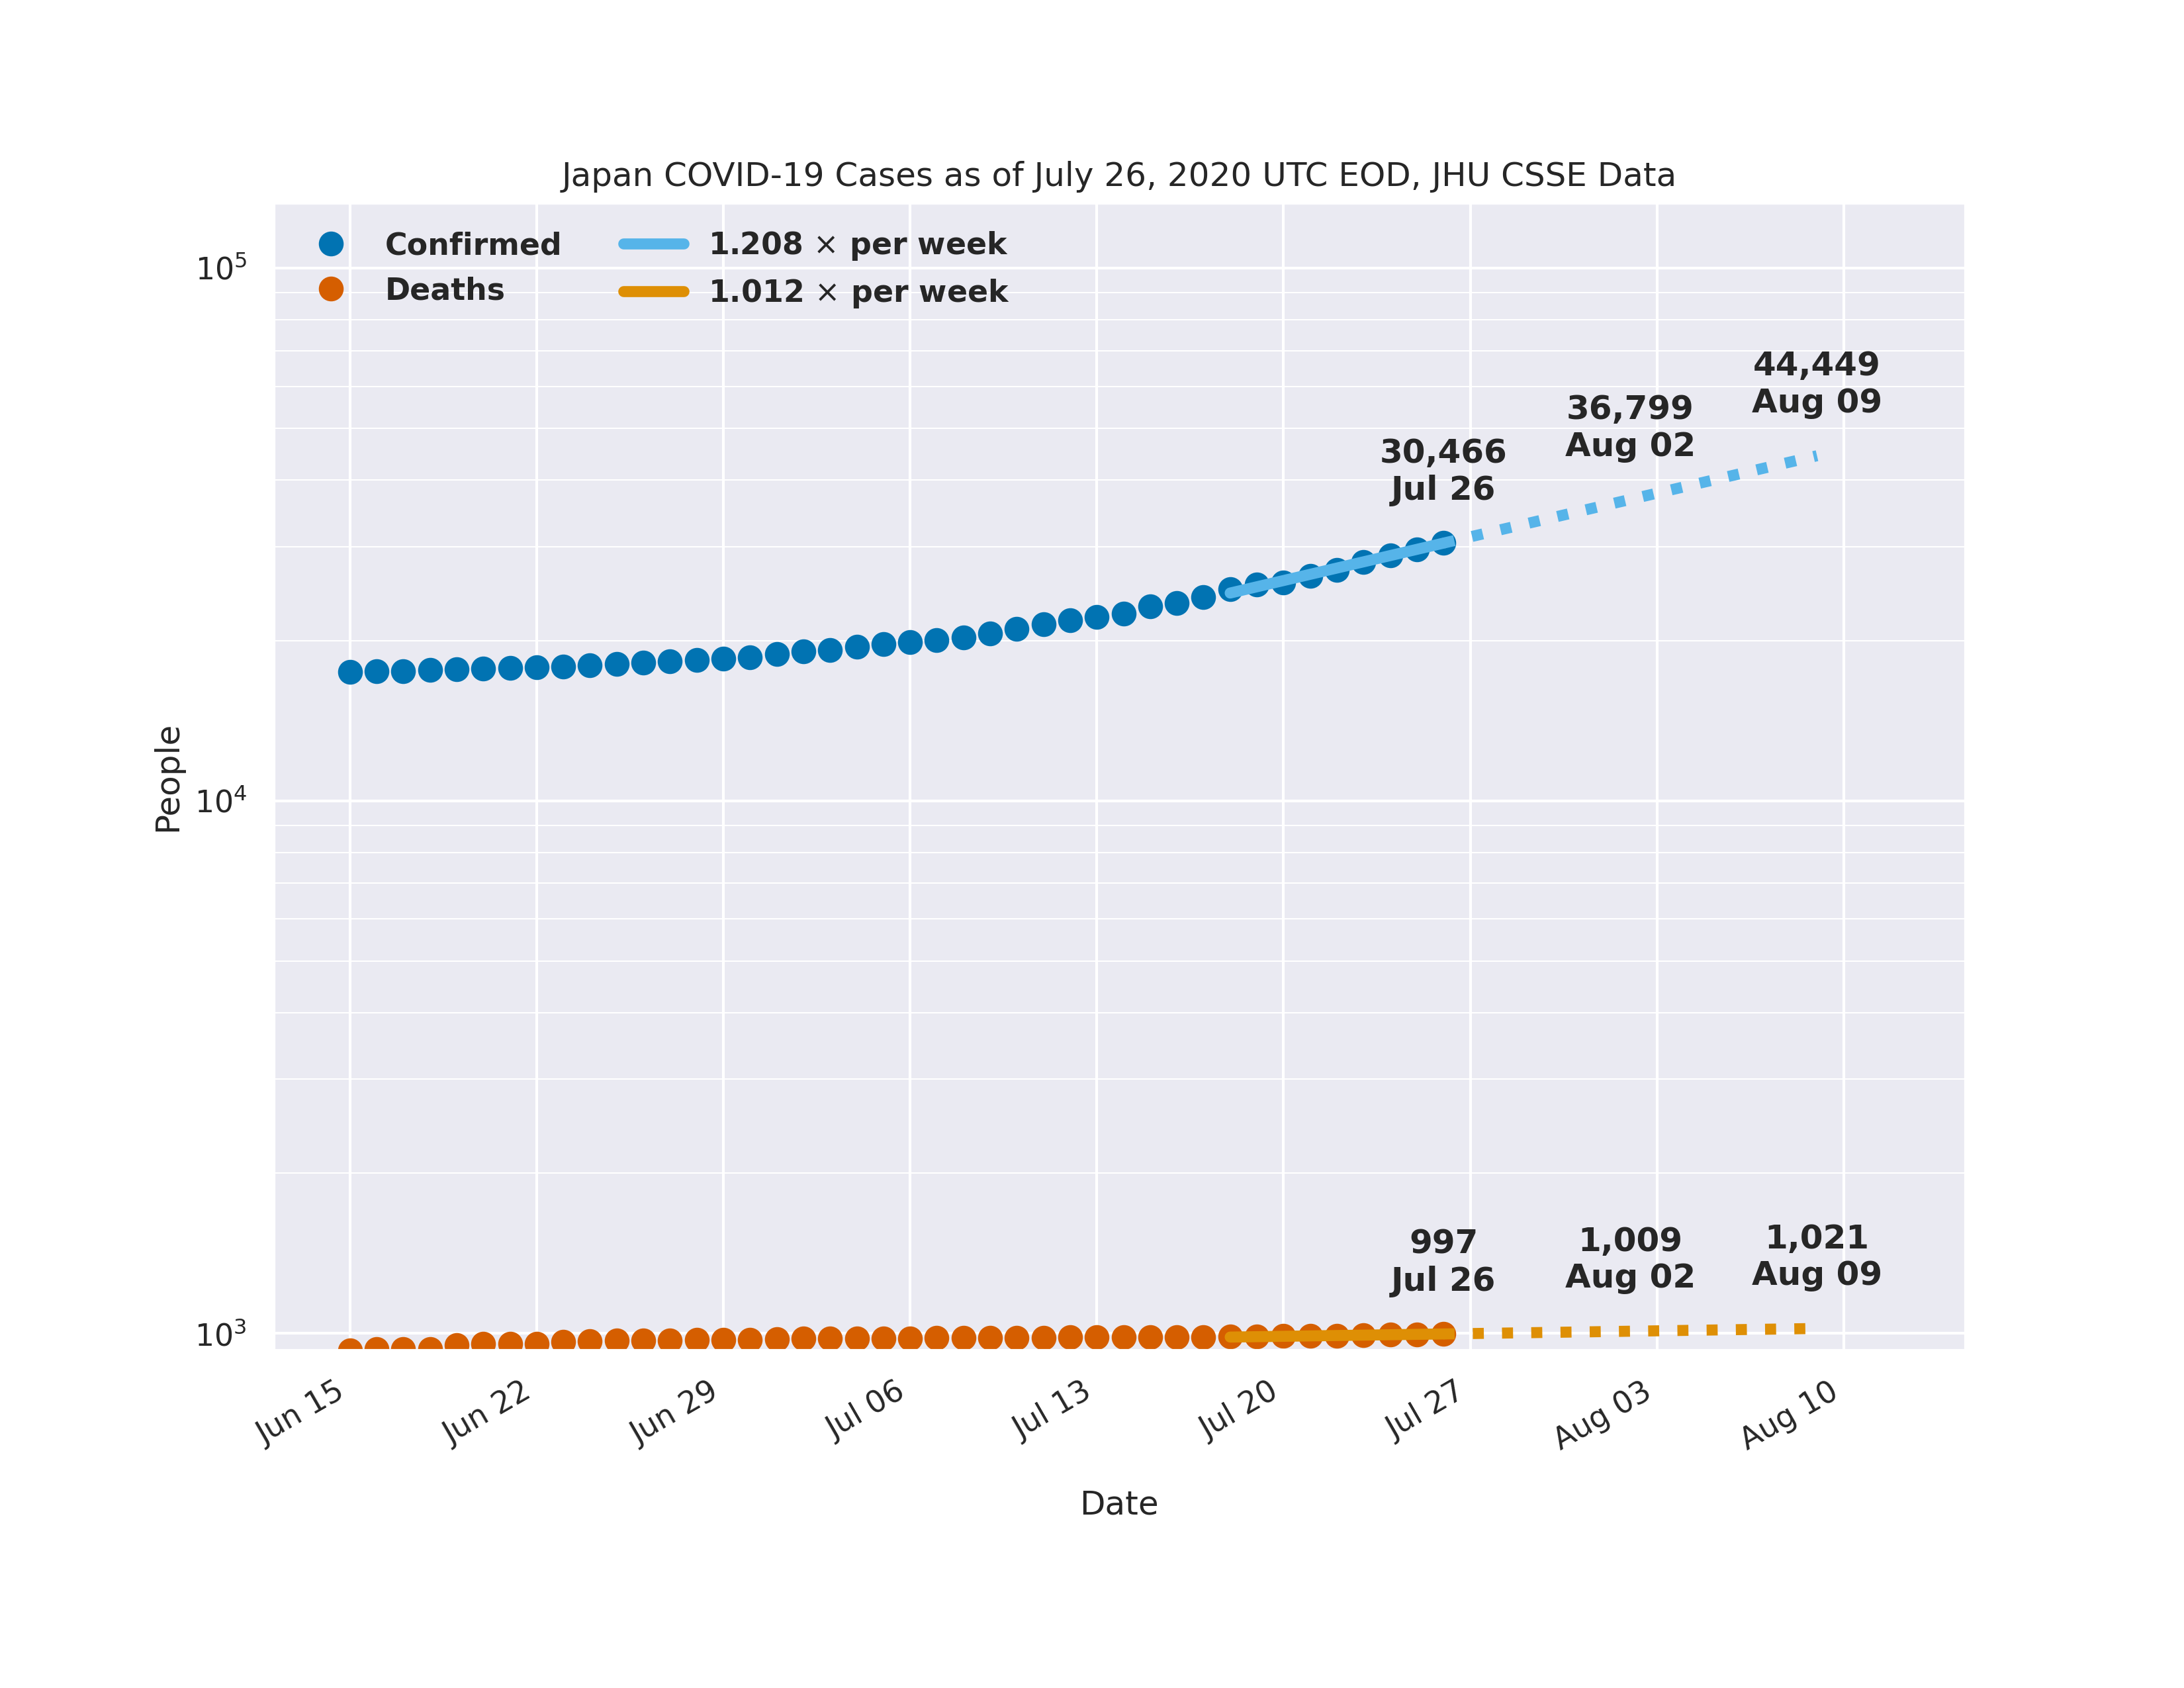 Japan COVID-19 Cases as of July 26, 2020 UTC EOD, JHU CSSE Data
Confirmed
Deaths
1.208 × per week
1.012 × per week
10⁵
10⁴
10³
People
44,449
Aug 09
36,799
Aug 02
30,466
Jul 26
997
Jul 26
1,009
Aug 02
1,021
Aug 09
Jun 15
Jun 22
Jun 29
Jul 06
Jul 13
Jul 20
Jul 27
Aug 03
Aug 10
Date